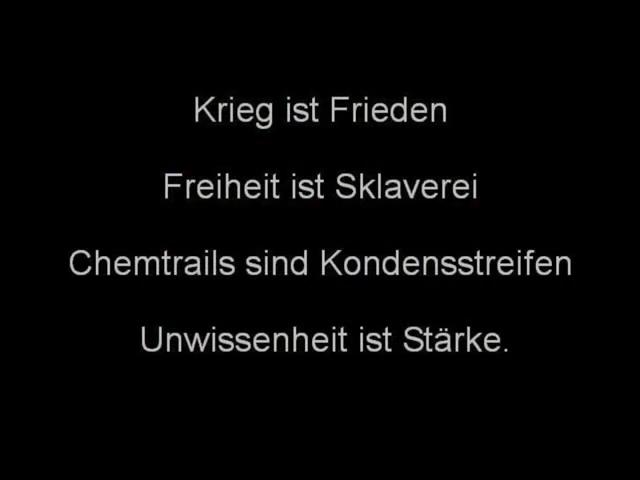 Krieg ist Frieden
Freiheit ist Sklaverei
Chemtrails sind Kondensstreifen
Unwissenheit ist Stärke.